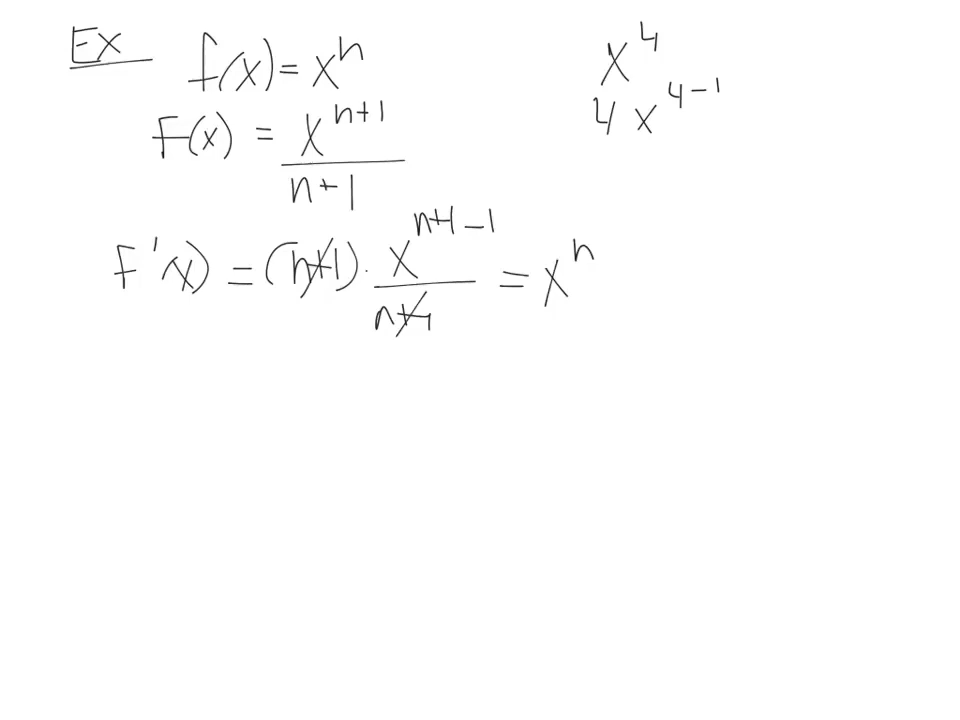 Ex f(x) = x^n
F(x) = x^{n+1} / n+1
F'(x) = (n+1) · x^{n+1-1} / n+1 = x^n
x^4
4x^{4-1}